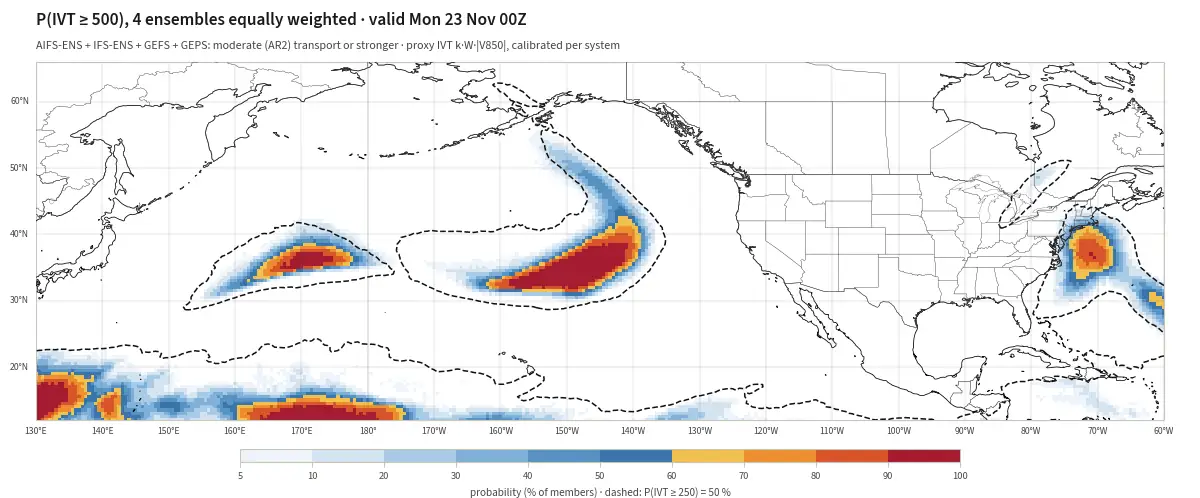 P(IVT ≥ 500), 4 ensembles equally weighted · valid Mon 23 Nov 00Z
AIFS-ENS + IFS-ENS + GEFS + GEPS: moderate (AR2) transport or stronger · proxy IVT k·W·|V850|, calibrated per system
60°N
50°N
40°N
30°N
20°N
130°E 140°E 150°E 160°E 170°E 180° 170°W 160°W 150°W 140°W 130°W 120°W 110°W 100°W 90°W 80°W 70°W 60°W
5 10 20 30 40 50 60 70 80 90 100
probability (% of members) · dashed: P(IVT ≥ 250) = 50 %